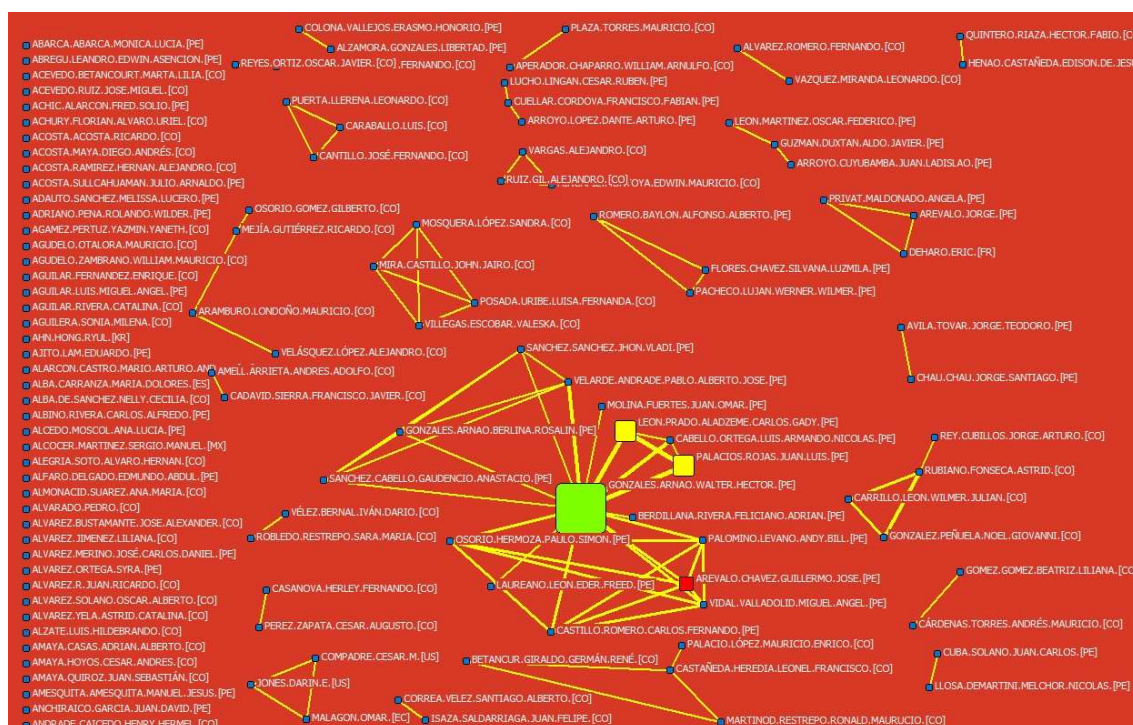 ABARCA.ABARCA.MONICA.LUCIA.[PE]
ABREGU.LEANDRO.EDWIN.ASENCION.[PE]
ACEVEDO.BETANCOURT.MARTA.LILIA.[CO]
ACEVEDO.RUIZ.JOSE.MIGUEL.[CO]
ACHIC.ALARCON.FRED.SOLIO.[PE]
ACHURY.FLORIAN.ALVARO.URIEL.[CO]
ACOSTA.ACOSTA.RICARDO.[CO]
ACOSTA.MAYA.DIEGO.ANDRÉS.[CO]
ACOSTA.RAMIREZ.HERNAN.ALEJANDRO.[CO]
ACOSTA.SULLCAHUAMAN.JULIO.ARNALDO.[PE]
ADAUTO.SANCHEZ.MELISSA.LUCERO.[PE]
ADRIANO.PENA.ROLANDO.WILDER.[PE]
AGAMEZ.PERTUZ.YAZMIN.YANETH.[CO]
AGUDELO.OTALORA.MAURICIO.[CO]
AGUDELO.ZAMBRANO.WILLIAM.MAURICIO.[CO]
AGUILAR.FERNANDEZ.ENRIQUE.[CO]
AGUILAR.LUIS.MIGUEL.ANGEL.[PE]
AGUILAR.RIVERA.CATALINA.[CO]
AGUILERA.SONIA.MILENA.[CO]
AHN.HONG.RYUL.[KR]
AJITO.LAM.EDUARDO.[PE]
ALARCON.CASTRO.MARIO.ARTURO.AND
ALBA.CARRANZA.MARIA.DOLORES.[ES]
ALBA.DE.SANCHEZ.NELLY.CECILIA.[CO]
ALBINO.RIVERA.CARLOS.ALFREDO.[PE]
ALCEDO.MOSCOL.ANA.LUCIA.[PE]
ALCOCER.MARTINEZ.SERGIO.MANUEL.[MX]
ALEGRIA.SOTO.ALVARO.HERNAN.[CO]
ALFARO.DELGADO.EDMUNDO.ABDUL.[PE]
ALMONACID.SUAREZ.ANA.MARIA.[CO]
ALVARADO.PEDRO.[CO]
ALVAREZ.BUSTAMANTE.JOSE.ALEXANDER.[CO]
ALVAREZ.JIMENEZ.LILIANA.[CO]
ALVAREZ.MERINO.JOSÉ.CARLOS.DANIEL.[PE]
ALVAREZ.ORTEGA.SYRA.[PE]
ALVAREZ.R.JUAN.RICARDO.[CO]
ALVAREZ.SOLANO.OSCAR.ALBERTO.[CO]
ALVAREZ.YELA.ASTRID.CATALINA.[CO]
ALZATE.LUIS.HILDEBRANDO.[CO]
AMAYA.CASAS.ADRIAN.ALBERTO.[CO]
AMAYA.HOYOS.CESAR.ANDRES.[CO]
AMAYA.QUIROZ.JUAN.SEBASTIÁN.[CO]
AMESQUITA.AMESQUITA.MANUEL.JESUS.[PE]
ANCHIRAICO.GARCIA.JUAN.DAVID.[PE]
ANDRADE.CAICEDO.HENRY.HERMEL.[CO]
COLONA.VALLEJOS.ERASMO.HONORIO.[PE]
ALZAMORA.GONZALES.LIBERTAD.[PE]
REYES.ORTIZ.OSCAR.JAVIER.[CO]
.FERNANDO.[CO]
PUERTA.LLERENA.LEONARDO.[CO]
CARABALLO.LUIS.[CO]
CANTILLO.JOSÉ.FERNANDO.[CO]
PLAZA.TORRES.MAURICIO.[CO]
APERADOR.CHAPARRO.WILLIAM.ARNULFO.[CO]
LUCHO.LINGAN.CESAR.RUBEN.[PE]
CUELLAR.CORDOVA.FRANCISCO.FABIAN.[PE]
ARROYO.LOPEZ.DANTE.ARTURO.[PE]
VARGAS.ALEJANDRO.[CO]
RUIZ.GIL.ALEJANDRO.[CO]
OYA.EDWIN.MAURICIO.[CO]
ALVAREZ.ROMERO.FERNANDO.[CO]
VAZQUEZ.MIRANDA.LEONARDO.[CO]
QUINTERO.RIAZA.HECTOR.FABIO.[CO]
HENAO.CASTAÑEDA.EDISON.DE.JESU
LEON.MARTINEZ.OSCAR.FEDERICO.[PE]
GUZMAN.DUXTAN.ALDO.JAVIER.[PE]
ARROYO.CUYUBAMBA.JUAN.LADISLAO.[PE]
PRIVAT.MALDONADO.ANGELA.[PE]
AREVALO.JORGE.[PE]
DEHARO.ERIC.[FR]
OSORIO.GOMEZ.GILBERTO.[CO]
MEJÍA.GUTIÉRREZ.RICARDO.[CO]
ARAMBURO.LONDOÑO.MAURICIO.[CO]
VELÁSQUEZ.LÓPEZ.ALEJANDRO.[CO]
MOSQUERA.LÓPEZ.SANDRA.[CO]
MIRA.CASTILLO.JOHN.JAIRO.[CO]
POSADA.URIBE.LUISA.FERNANDA.[CO]
VILLEGAS.ESCOBAR.VALESKA.[CO]
ROMERO.BAYLON.ALFONSO.ALBERTO.[PE]
FLORES.CHAVEZ.SILVANA.LUZMILA.[PE]
PACHECO.LUJAN.WERNER.WILMER.[PE]
AVILA.TOVAR.JORGE.TEODORO.[PE]
CHAU.CHAU.JORGE.SANTIAGO.[PE]
AMELL.ARRIETA.ANDRES.ADOLFO.[CO]
CADAVID.SIERRA.FRANCISCO.JAVIER.[CO]
SANCHEZ.SANCHEZ.JHON.VLADI.[PE]
VELARDE.ANDRADE.PABLO.ALBERTO.JOSE.[PE]
MOLINA.FUERTES.JUAN.OMAR.[PE]
LEON.PRADO.ALADZEME.CARLOS.GADY.[PE]
GONZALES.ARNAO.BERLINA.ROSALIN.[PE]
CABELLO.ORTEGA.LUIS.ARMANDO.NICOLAS.[PE]
PALACIOS.ROJAS.JUAN.LUIS.[PE]
SANCHEZ.CABELLO.GAUDENCIO.ANASTACIO.[PE]
GONZALES.ARNAO.WALTER.HECTOR.[PE]
BERDILLANA.RIVERA.FELICIANO.ADRIAN.[PE]
OSORIO.HERMOZA.PAULO.SIMON.[PE]
PALOMINO.LEVANO.ANDY.BILL.[PE]
LAUREANO.LEON.EDER.FREED.[PE]
AREVALO.CHAVEZ.GUILLERMO.JOSE.[PE]
VIDAL.VALLADOLID.MIGUEL.ANGEL.[PE]
CASTILLO.ROMERO.CARLOS.FERNANDO.[PE]
REY.CUBILLOS.JORGE.ARTURO.[CO]
RUBIANO.FONSECA.ASTRID.[CO]
CARRILLO.LEON.WILMER.JULIAN.[CO]
GONZALEZ.PEÑUELA.NOEL.GIOVANNI.[CO]
VÉLEZ.BERNAL.IVÁN.DARIO.[CO]
ROBLEDO.RESTREPO.SARA.MARIA.[CO]
CASANOVA.HERLEY.FERNANDO.[CO]
PEREZ.ZAPATA.CESAR.AUGUSTO.[CO]
GOMEZ.GOMEZ.BEATRIZ.LILIANA.[CO]
CÁRDENAS.TORRES.ANDRÉS.MAURICIO.[CO]
PALACIO.LÓPEZ.MAURICIO.ENRICO.[CO]
BETANCUR.GIRALDO.GERMÁN.RENÉ.[CO]
CASTAÑEDA.HEREDIA.LEONEL.FRANCISCO.[CO]
MARTINOD.RESTREPO.RONALD.MAURUCIO.[CO]
COMPADRE.CESAR.M.[US]
JONES.DARIN.E.[US]
MALAGON.OMAR.[EC]
CORREA.VELEZ.SANTIAGO.ALBERTO.[CO]
ISAZA.SALDARRIAGA.JUAN.FELIPE.[CO]
CUBA.SOLANO.JUAN.CARLOS.[PE]
LLOSA.DEMARTINI.MELCHOR.NICOLAS.[PE]